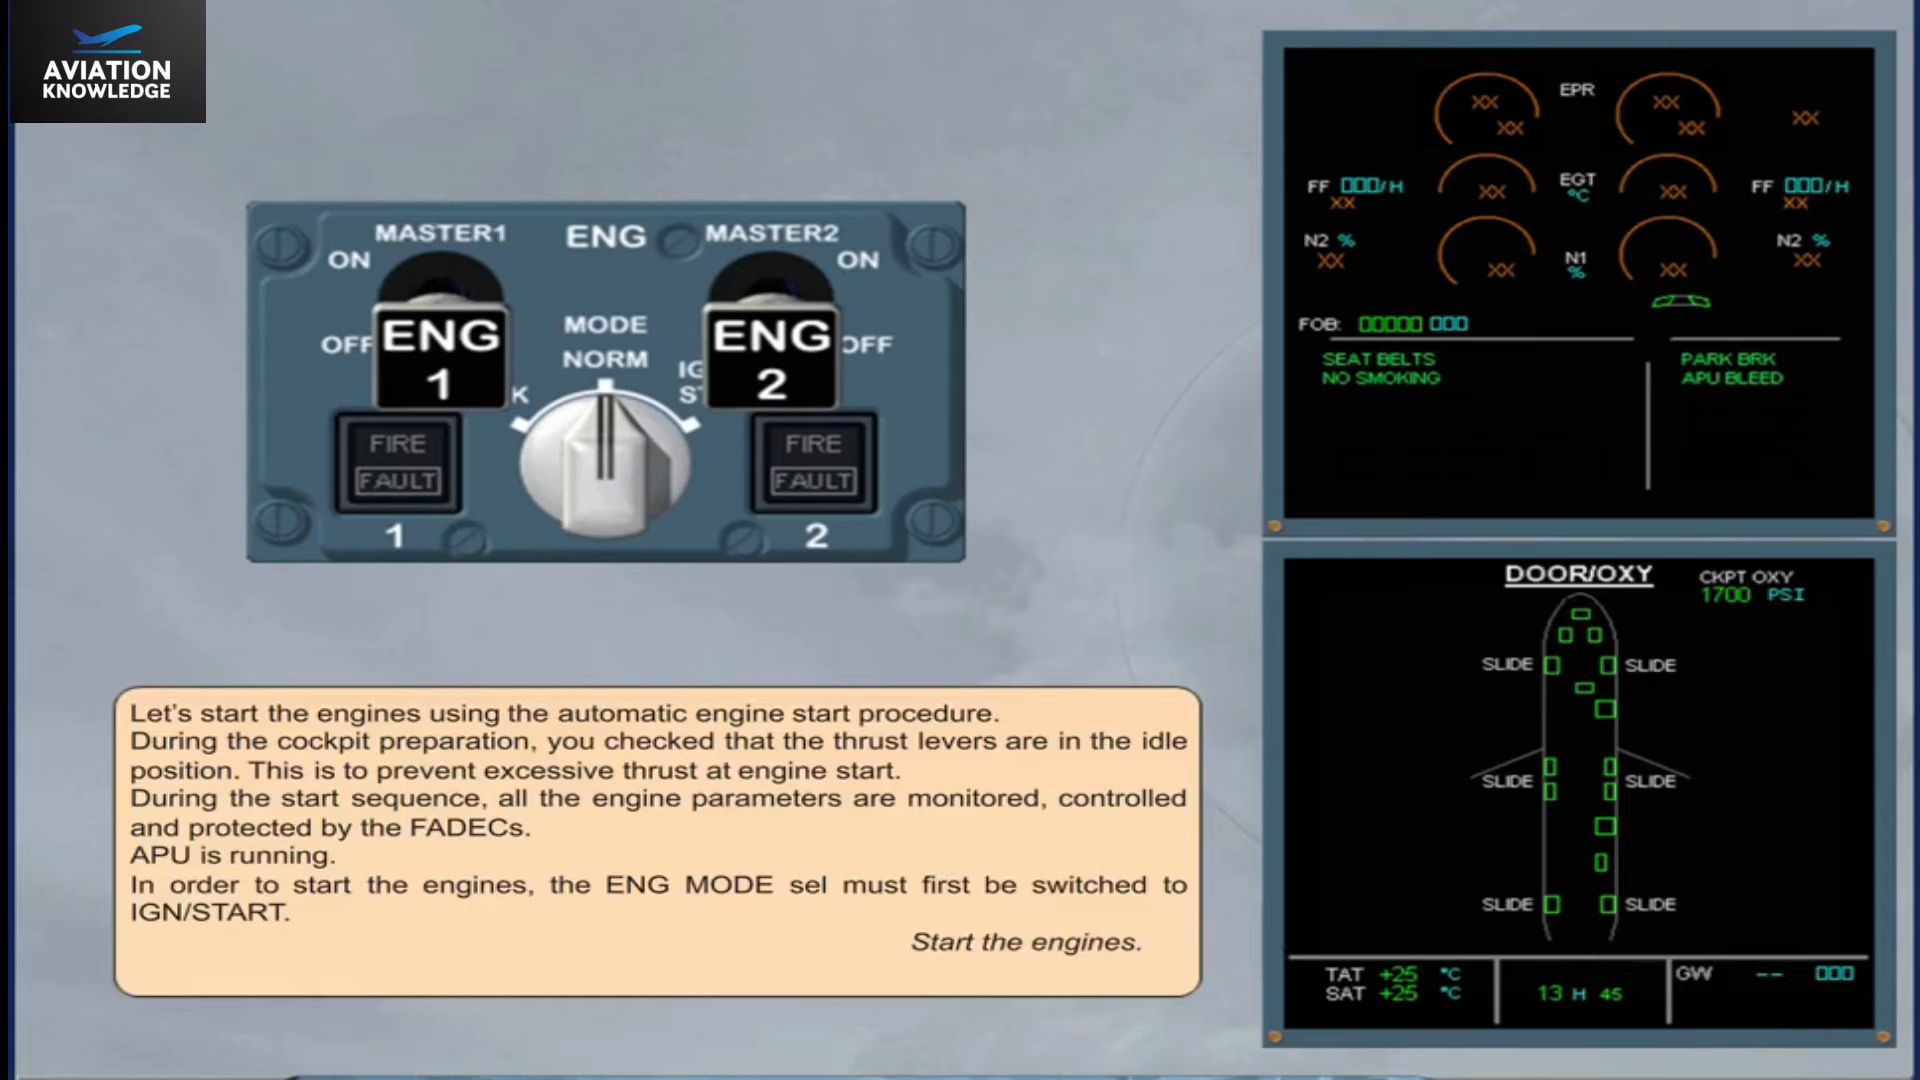 AVIATION
KNOWLEDGE
MASTER1 ENG MASTER2
ON ON
OFF OFF
ENG
1
ENG
2
MODE
NORM
K
IG
ST
FIRE
FAULT
1
FIRE
FAULT
2
Let's start the engines using the automatic engine start procedure.
During the cockpit preparation, you checked that the thrust levers are in the idle
position. This is to prevent excessive thrust at engine start.
During the start sequence, all the engine parameters are monitored, controlled
and protected by the FADECs.
APU is running.
In order to start the engines, the ENG MODE sel must first be switched to
IGN/START.
Start the engines.
XX EPR XX
XX XX XX
FF 000/H EGT FF 000/H
XX XX °C XX XX
N2 % N1 N2 %
XX XX % XX XX
FOB: 00000 000
SEAT BELTS PARK BRK
NO SMOKING APU BLEED
DOOR/OXY CKPT OXY
1700 PSI
SLIDE SLIDE
SLIDE SLIDE
SLIDE SLIDE
TAT +25 °C GW -- 000
SAT +25 °C 13 H 45